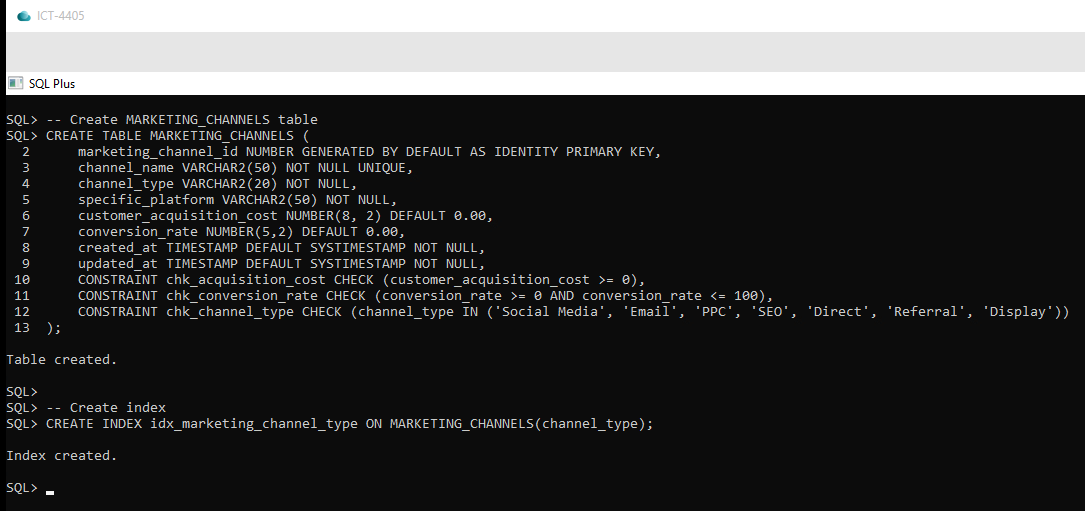 ICT-4405
SQL Plus
SQL> -- Create MARKETING_CHANNELS table
SQL> CREATE TABLE MARKETING_CHANNELS (
  2      marketing_channel_id NUMBER GENERATED BY DEFAULT AS IDENTITY PRIMARY KEY,
  3      channel_name VARCHAR2(50) NOT NULL UNIQUE,
  4      channel_type VARCHAR2(20) NOT NULL,
  5      specific_platform VARCHAR2(50) NOT NULL,
  6      customer_acquisition_cost NUMBER(8, 2) DEFAULT 0.00,
  7      conversion_rate NUMBER(5,2) DEFAULT 0.00,
  8      created_at TIMESTAMP DEFAULT SYSTIMESTAMP NOT NULL,
  9      updated_at TIMESTAMP DEFAULT SYSTIMESTAMP NOT NULL,
 10      CONSTRAINT chk_acquisition_cost CHECK (customer_acquisition_cost >= 0),
 11      CONSTRAINT chk_conversion_rate CHECK (conversion_rate >= 0 AND conversion_rate <= 100),
 12      CONSTRAINT chk_channel_type CHECK (channel_type IN ('Social Media', 'Email', 'PPC', 'SEO', 'Direct', 'Referral', 'Display'))
 13  );
Table created.
SQL>
SQL> -- Create index
SQL> CREATE INDEX idx_marketing_channel_type ON MARKETING_CHANNELS(channel_type);
Index created.
SQL>